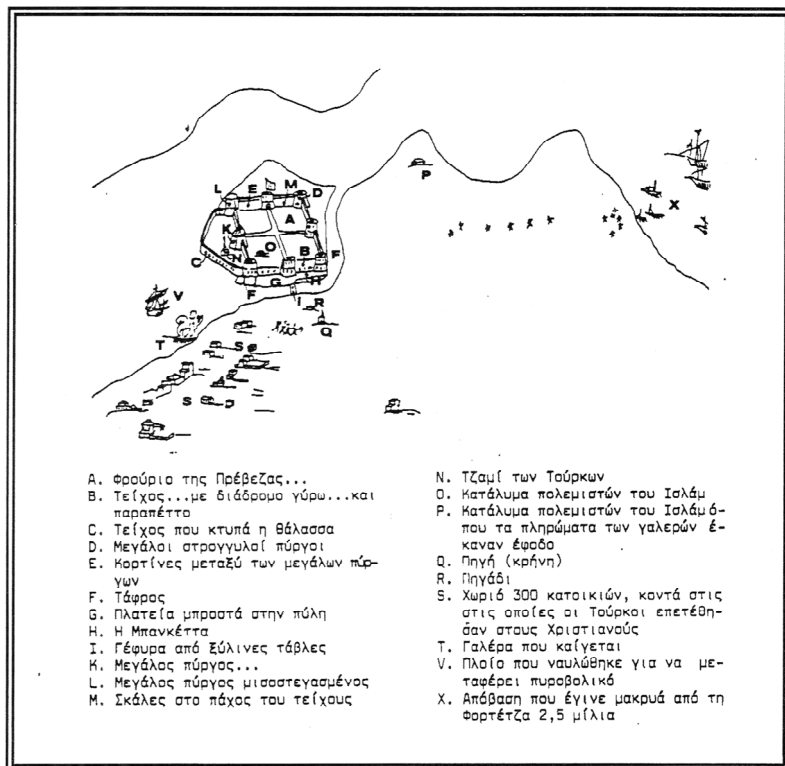 L E M D
P
A
X
K
O
N B F
C
G H
F
V
I R
Q
T S
S
A. Φρούριο της Πρέβεζας...
B. Τείχος...με διάδρομο γύρω...και
παραπέττο
C. Τείχος που κτυπά η θάλασσα
D. Μεγάλοι στρογγυλοί πύργοι
E. Κορτίνες μεταξύ των μεγάλων πύρ-
γων
F. Τάφρος
G. Πλατεία μπροστά στην πύλη
H. Η Μπανκέττα
I. Γέφυρα από ξύλινες τάβλες
K. Μεγάλος πύργος...
L. Μεγάλος πύργος μισοστεγασμένος
M. Σκάλες στο πάχος του τείχους
N. Τζαμί των Τούρκων
O. Κατάλυμα πολεμιστών του Ισλάμ
P. Κατάλυμα πολεμιστών του Ισλάμ ό-
που τα πληρώματα των γαλερών έ-
καναν έφοδο
Q. Πηγή (κρήνη)
R. Πηγάδι
S. Χωριό 300 κατοικιών, κοντά στις
στις οποίες οι Τούρκοι επετέθη-
σαν στους Χριστιανούς
T. Γαλέρα που καίγεται
V. Πλοίο που ναυλώθηκε για να με-
ταφέρει πυροβολικό
X. Απόβαση που έγινε μακρυά από τη
Φορτέτζα 2,5 μίλια